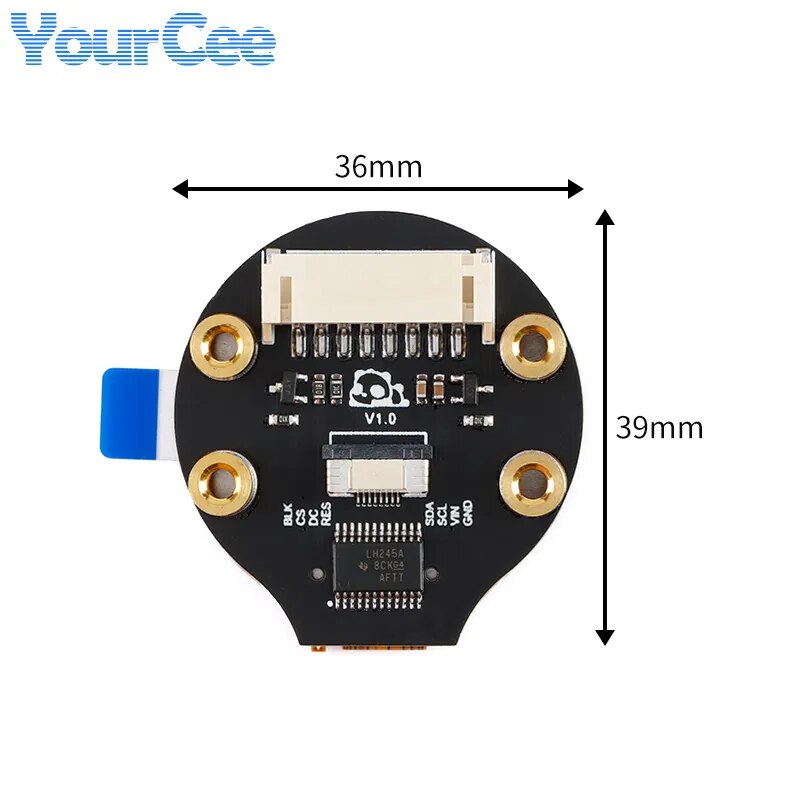 YourCee
36mm
39mm
V1.0
BLK
CS
DC
RES
SDA
SCL
VIN
GND
LH245A
8CKG4
AFTT